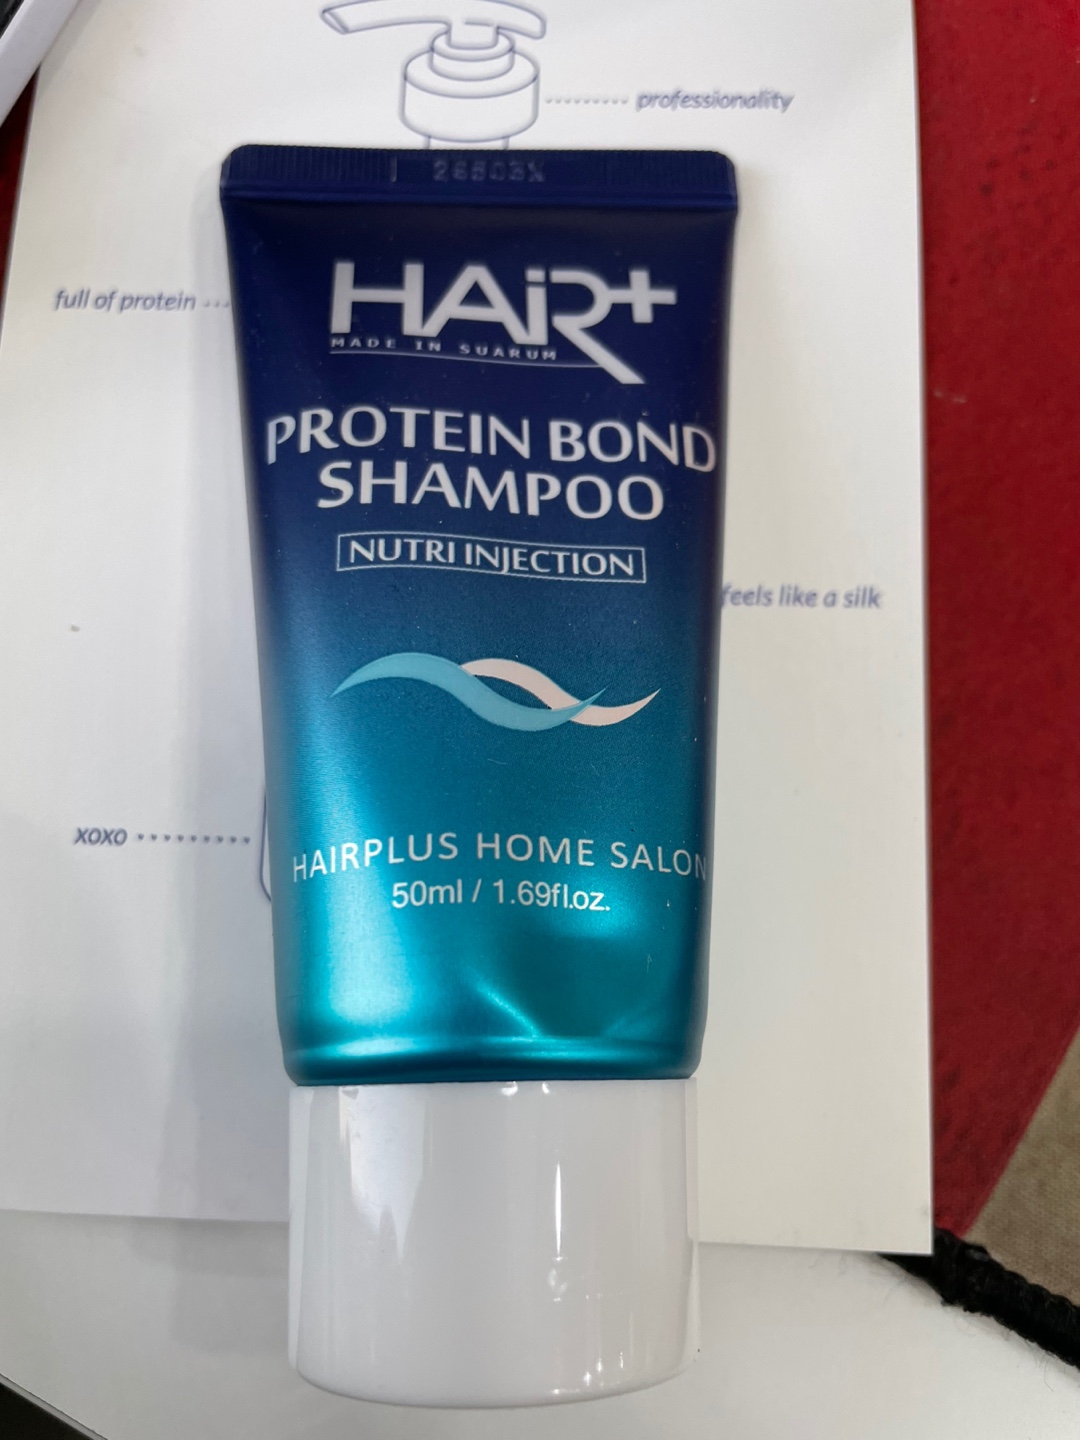 professionality
full of protein
HAiR+
MADE IN SUARUM
PROTEIN BOND
SHAMPOO
NUTRI INJECTION
feels like a silk
xoxo
HAIRPLUS HOME SALON
50ml / 1.69fl.oz.